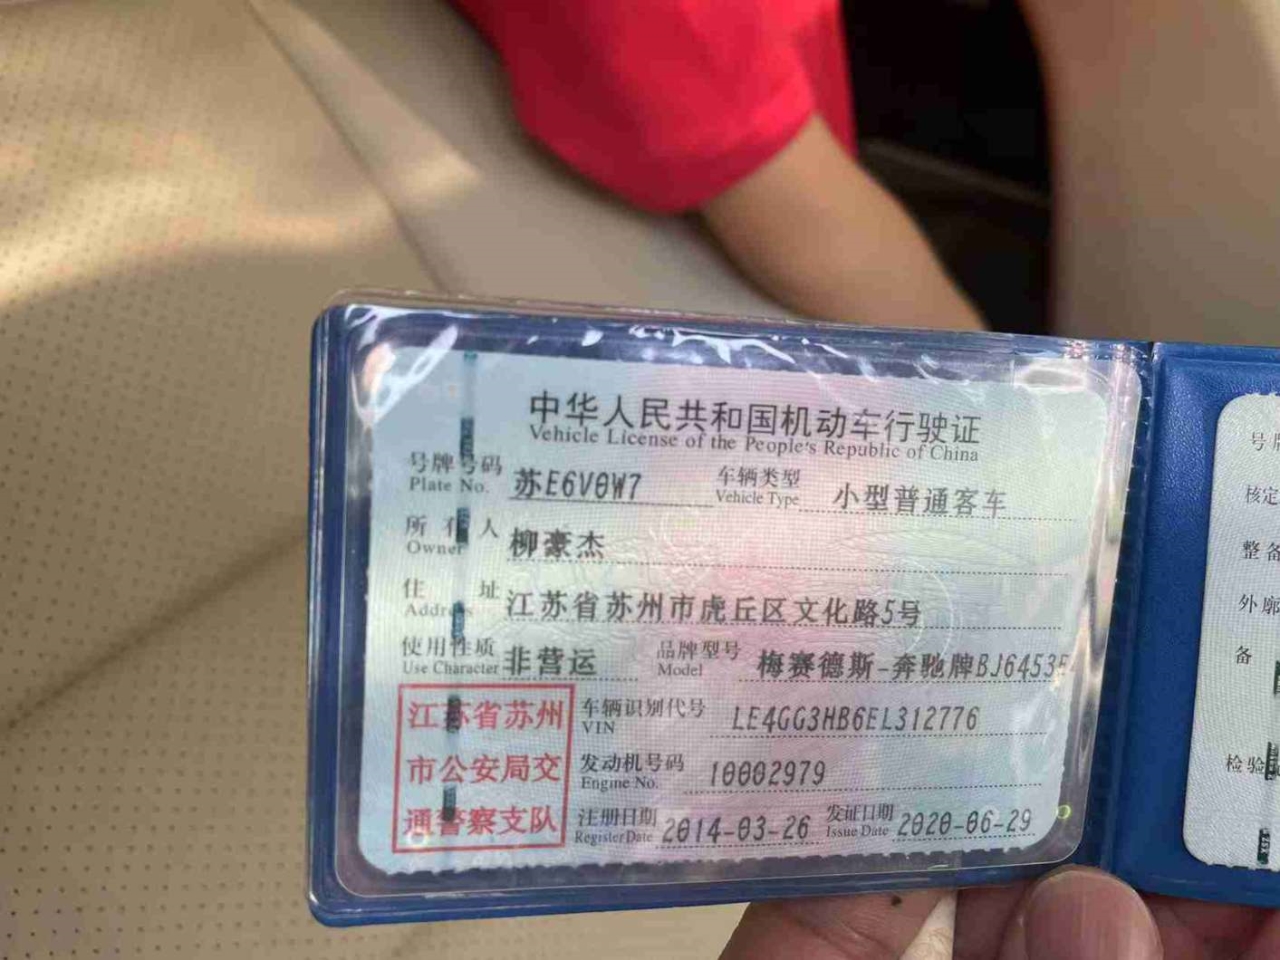 中华人民共和国机动车行驶证
Vehicle License of the People's Republic of China
号牌号码 苏E6V0W7 车辆类型 小型普通客车
Plate No. Vehicle Type
所有人 柳豪杰
Owner
住址 江苏省苏州市虎丘区文化路5号
Address
使用性质 非营运 品牌型号 梅赛德斯-奔驰牌BJ6453
Use Character Model
江苏省苏州
市公安局交
通警察支队
车辆识别代号 LE4GG3HB6EL312776
VIN
发动机号码 10002979
Engine No.
注册日期 2014-03-26 发证日期 2020-06-29
Register Date Issue Date
号牌
核定
整备
外廓
备
检验